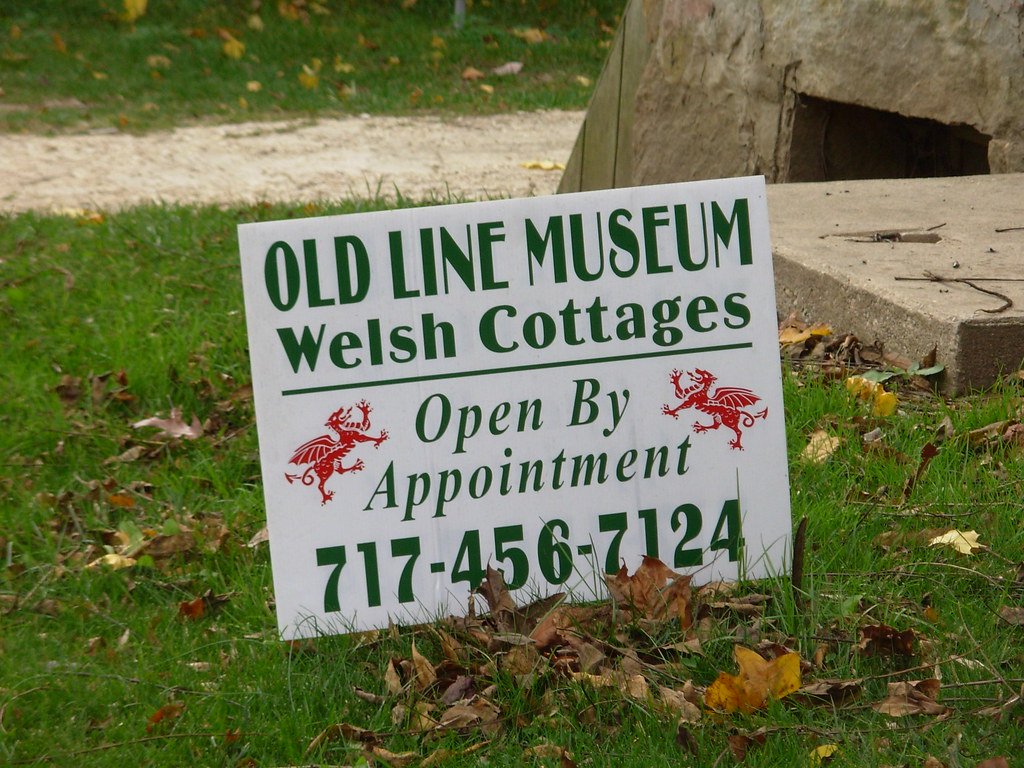 OLD LINE MUSEUM
Welsh Cottages
Open By
Appointment
717-456-7124